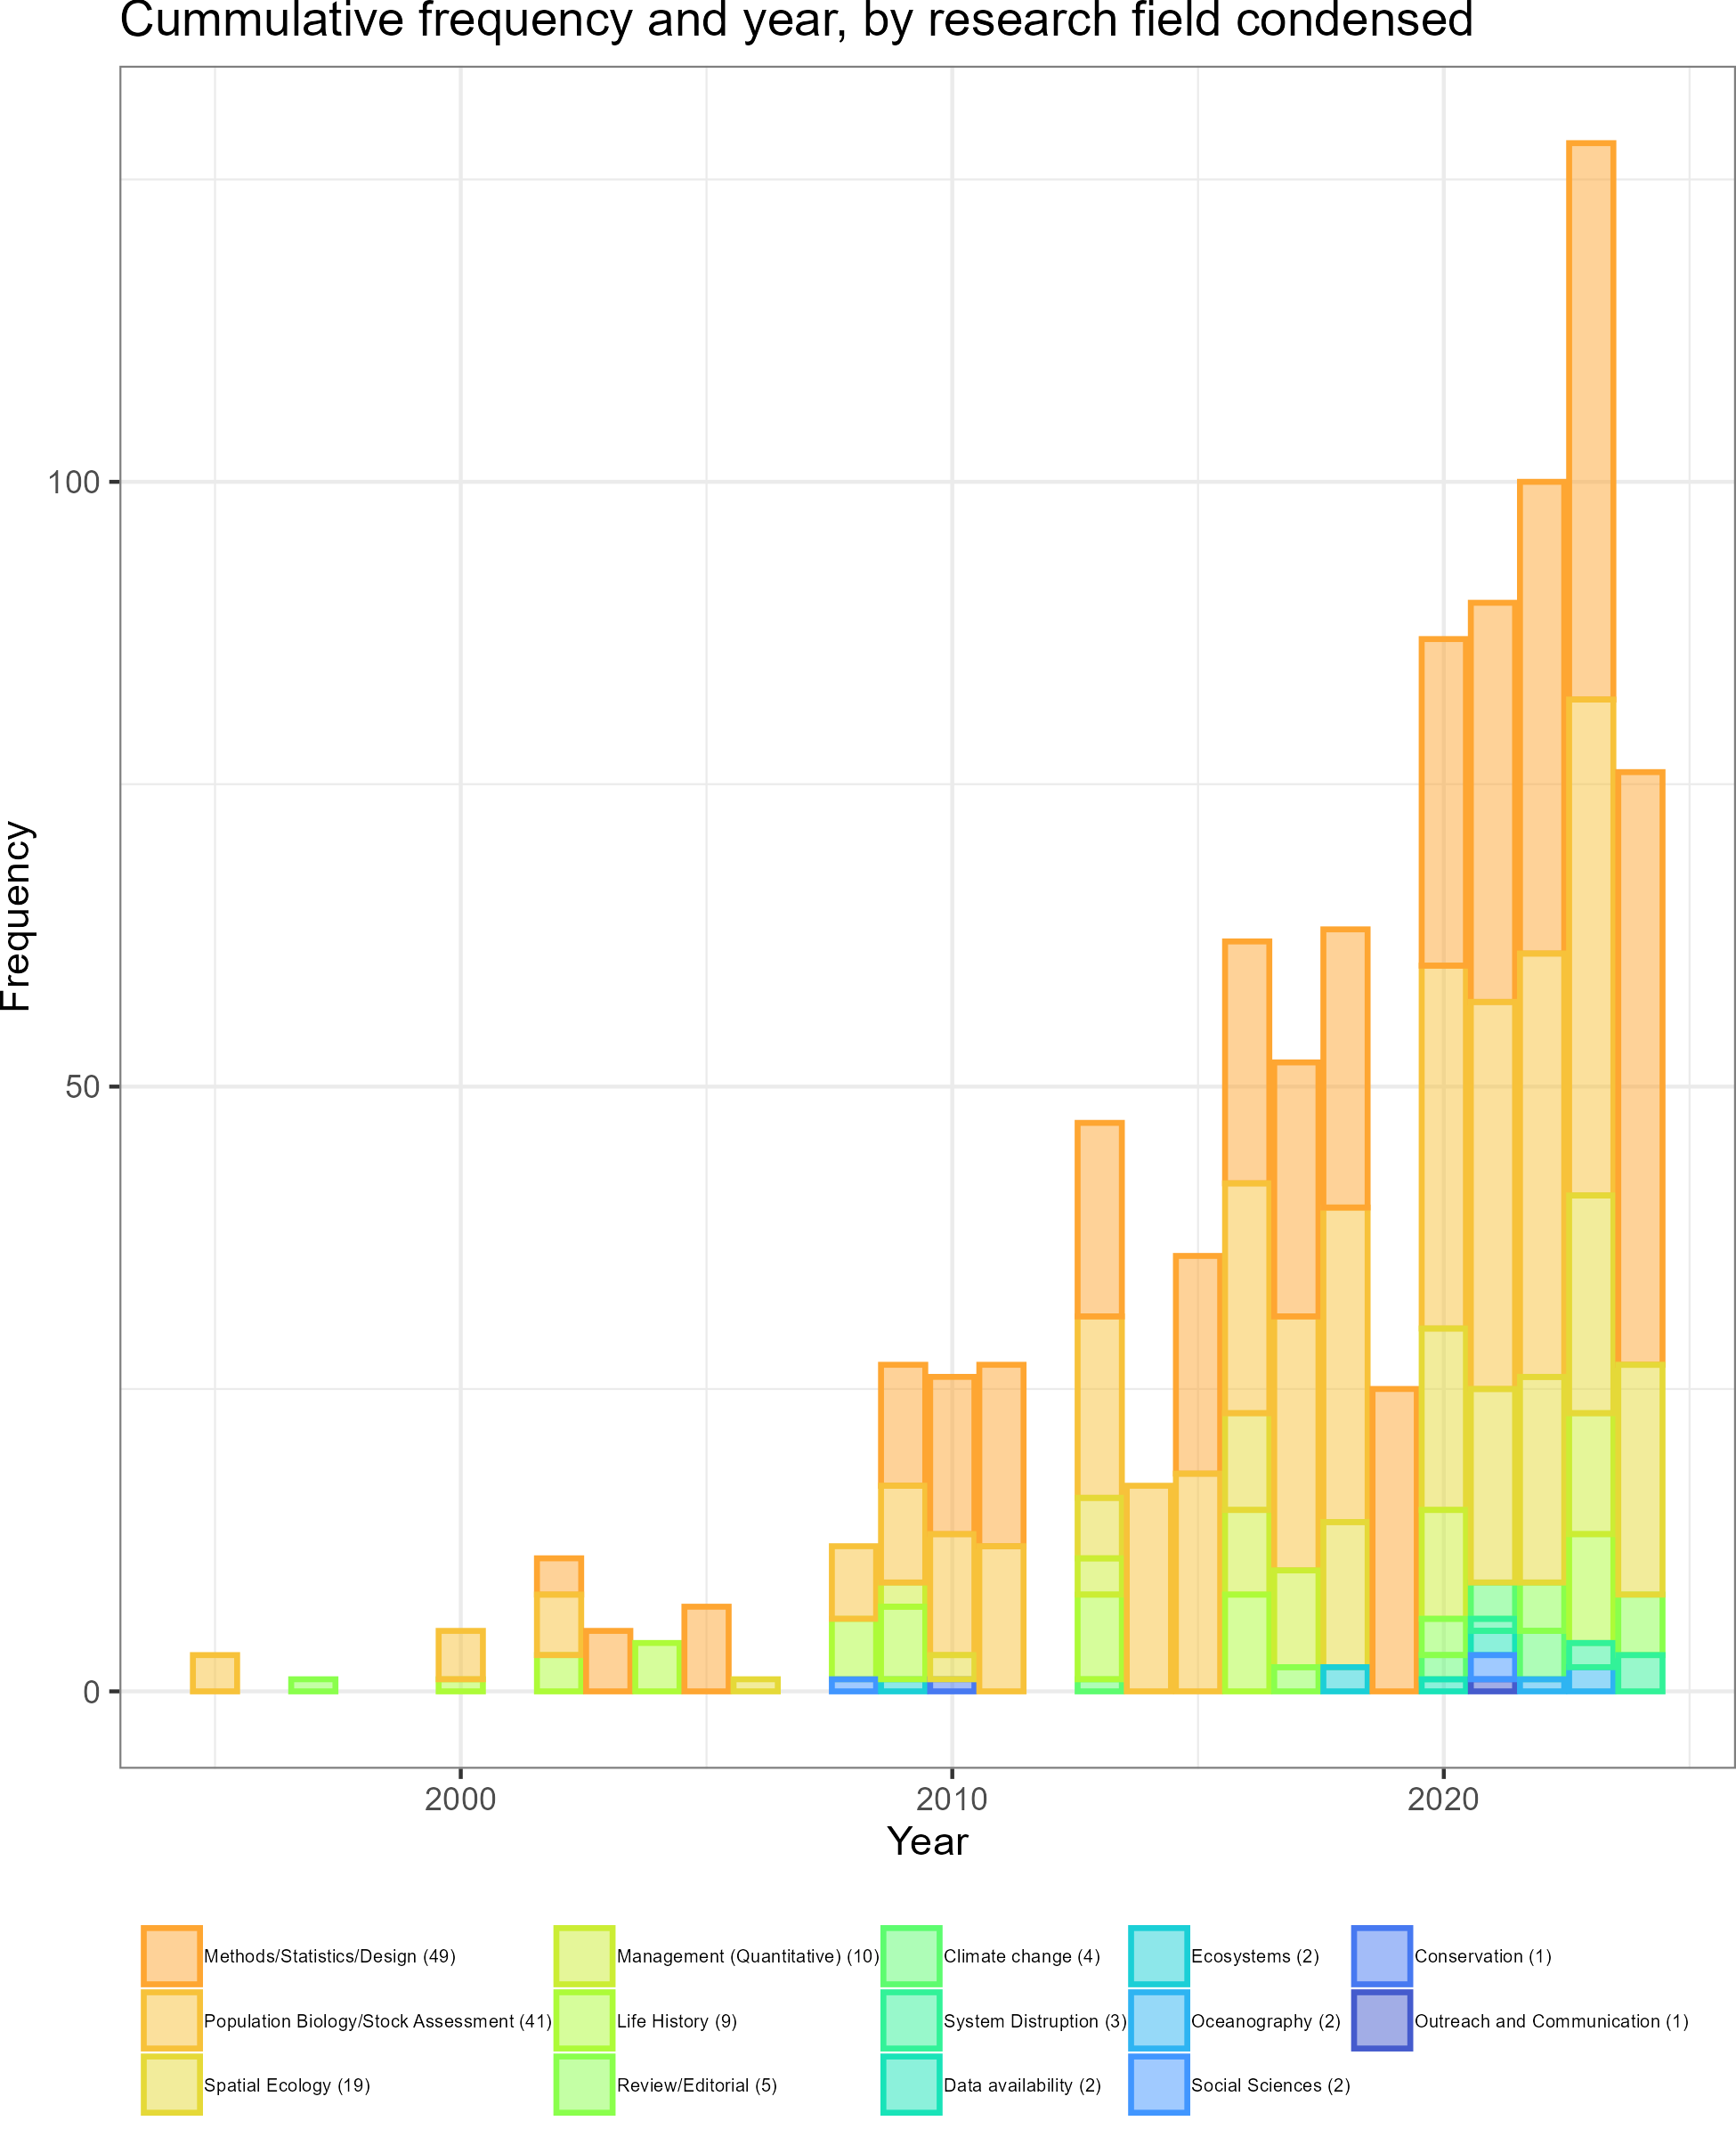 Cummulative frequency and year, by research field condensed
Frequency
100
50
0
2000 2010 2020
Year
Methods/Statistics/Design (49) Management (Quantitative) (10) Climate change (4) Ecosystems (2) Conservation (1)
Population Biology/Stock Assessment (41) Life History (9) System Distruption (3) Oceanography (2) Outreach and Communication (1)
Spatial Ecology (19) Review/Editorial (5) Data availability (2) Social Sciences (2)